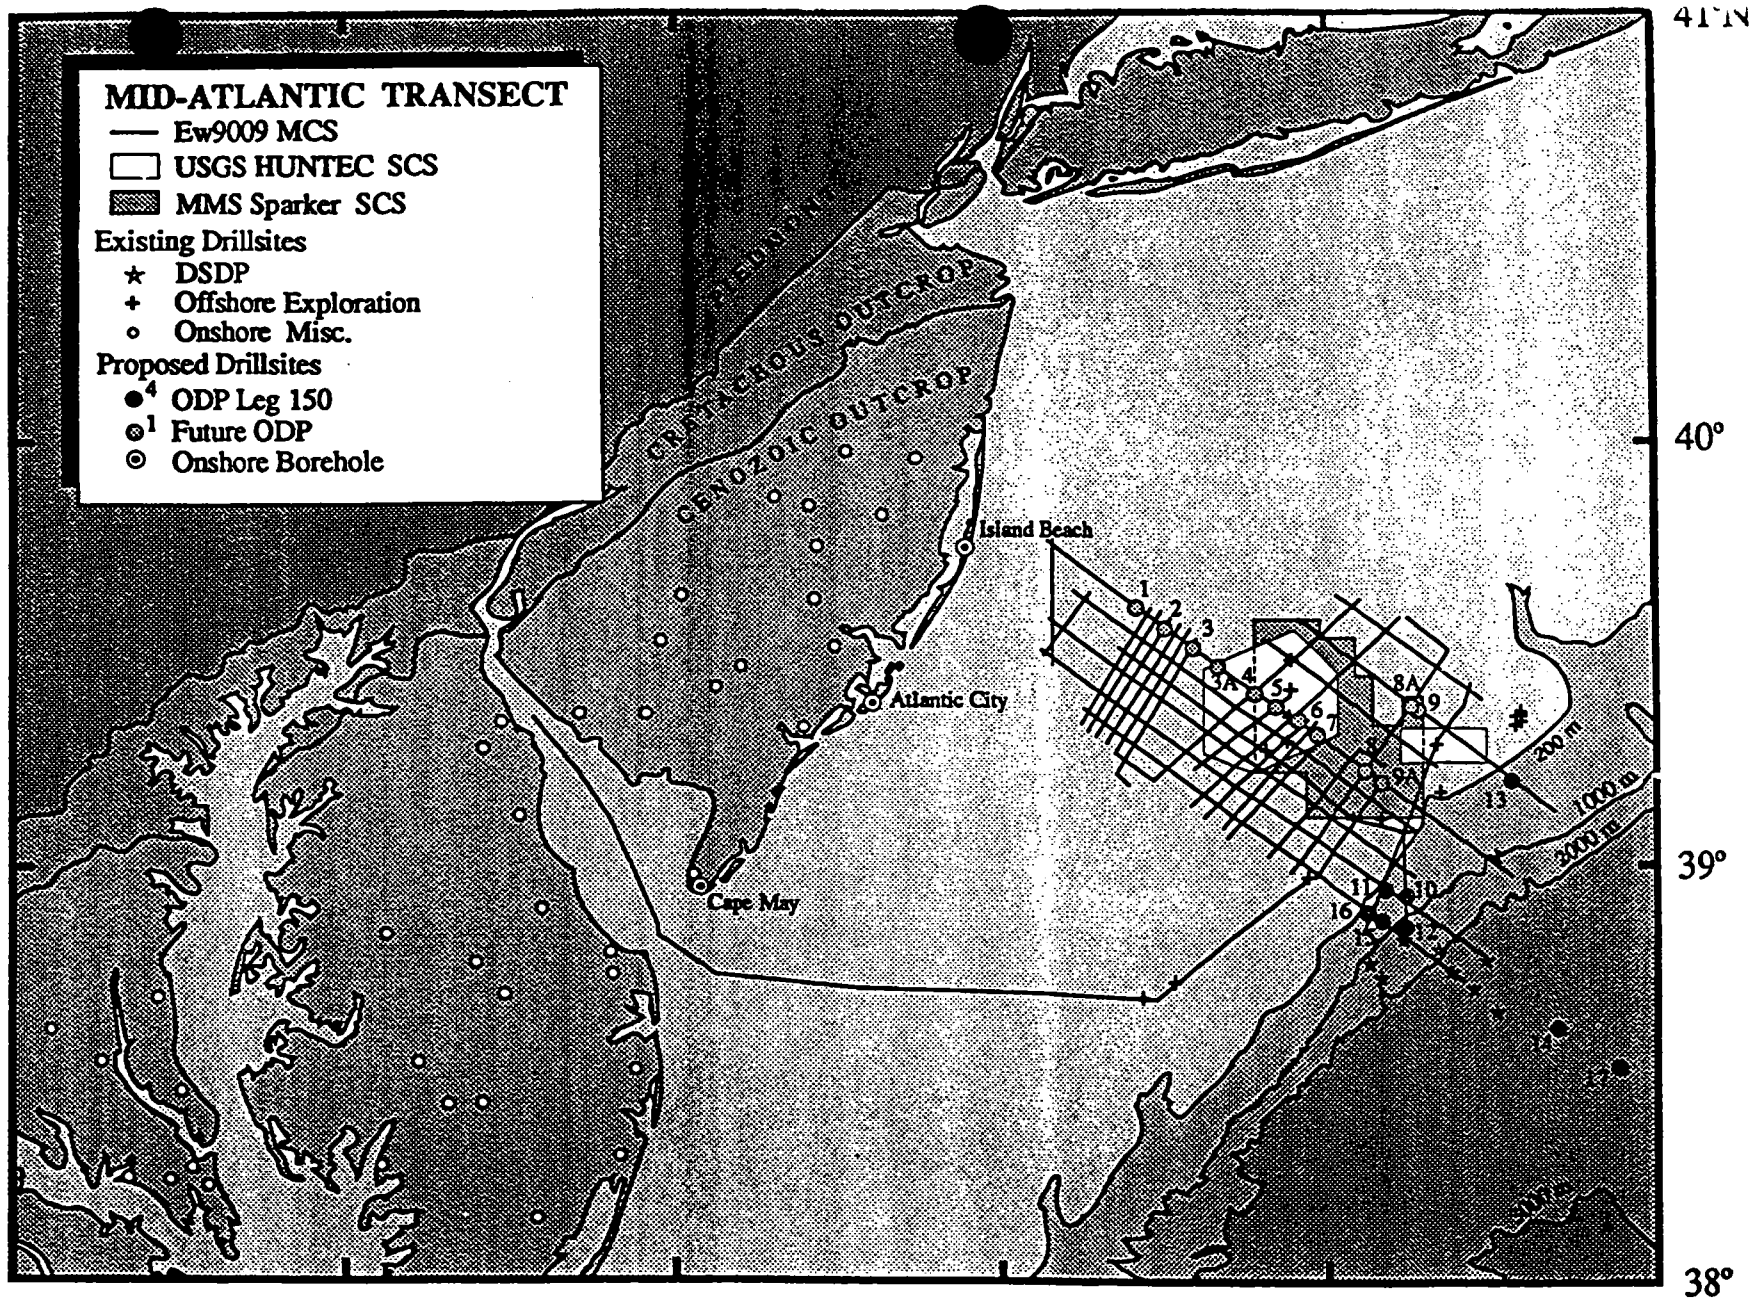 41°N
MID-ATLANTIC TRANSECT
Ew9009 MCS
USGS HUNTEC SCS
MMS Sparker SCS
Existing Drillsites
DSDP
Offshore Exploration
Onshore Misc.
Proposed Drillsites
4 ODP Leg 150
1 Future ODP
Onshore Borehole
PIEDMONT
CRETACEOUS OUTCROP
CENOZOIC OUTCROP
40°
Island Beach
1
2
3
3A
4
5
6
7
8A
9
Atlantic City
200 m
9A
13
1000 m
2000 m
39°
Cape May
11
10
16
15
12
14
17
38°